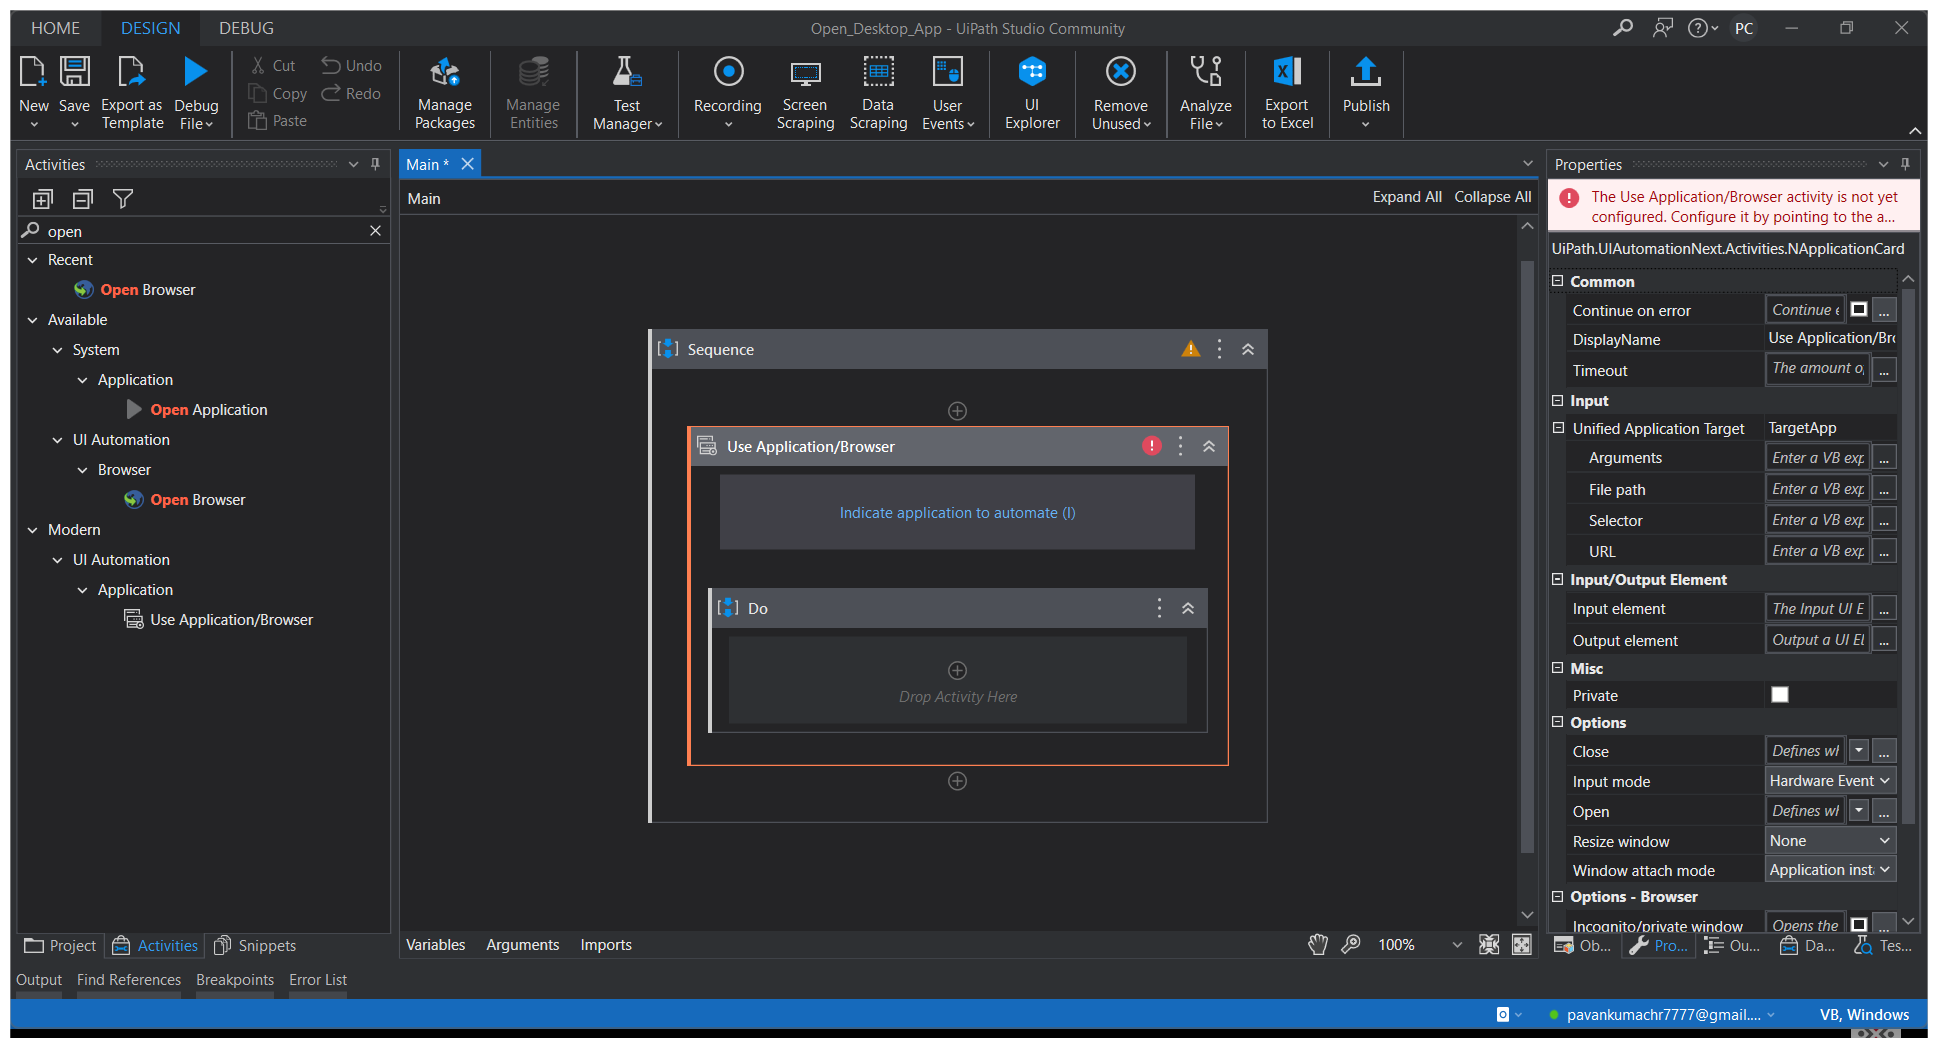 HOME DESIGN DEBUG
Open_Desktop_App - UiPath Studio Community
PC
New
Save
Export as
Template
Debug
File
Cut
Copy
Paste
Undo
Redo
Manage
Packages
Manage
Entities
Test
Manager
Recording
Screen
Scraping
Data
Scraping
User
Events
UI
Explorer
Remove
Unused
Analyze
File
Export
to Excel
Publish
Activities
open
Recent
Open Browser
Available
System
Application
Open Application
UI Automation
Browser
Open Browser
Modern
UI Automation
Application
Use Application/Browser
Project Activities Snippets
Main *
Main
Expand All Collapse All
Sequence
Use Application/Browser
Indicate application to automate (I)
Do
Drop Activity Here
Variables Arguments Imports
100%
Properties
The Use Application/Browser activity is not yet
configured. Configure it by pointing to the a...
UiPath.UIAutomationNext.Activities.NApplicationCard
Common
Continue on error Continue e ...
DisplayName Use Application/Bro
Timeout The amount o, ...
Input
Unified Application Target TargetApp
Arguments Enter a VB exp ...
File path Enter a VB exp ...
Selector Enter a VB exp ...
URL Enter a VB exp ...
Input/Output Element
Input element The Input UI E ...
Output element Output a UI El ...
Misc
Private
Options
Close Defines wh ...
Input mode Hardware Event
Open Defines wh ...
Resize window None
Window attach mode Application inst
Options - Browser
Incognito/private window Opens the ...
Ob... Pro... Ou... Da... Tes...
Output Find References Breakpoints Error List
pavankumachr7777@gmail....
VB, Windows